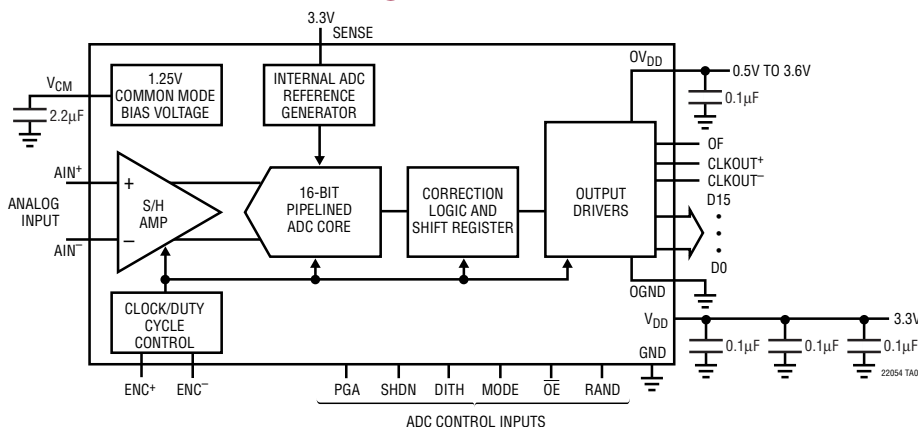 3.3V
SENSE
OVDD
0.5V TO 3.6V
0.1µF
VCM
2.2µF
1.25V
COMMON MODE
BIAS VOLTAGE
INTERNAL ADC
REFERENCE
GENERATOR
OF
CLKOUT+
CLKOUT–
D15
D0
AIN+
ANALOG
INPUT
AIN–
+
–
S/H
AMP
16-BIT
PIPELINED
ADC CORE
CORRECTION
LOGIC AND
SHIFT REGISTER
OUTPUT
DRIVERS
OGND
CLOCK/DUTY
CYCLE
CONTROL
VDD
3.3V
GND
0.1µF
0.1µF
0.1µF
22054 TA0
ENC+
ENC–
PGA
SHDN
DITH
MODE
OE
RAND
ADC CONTROL INPUTS